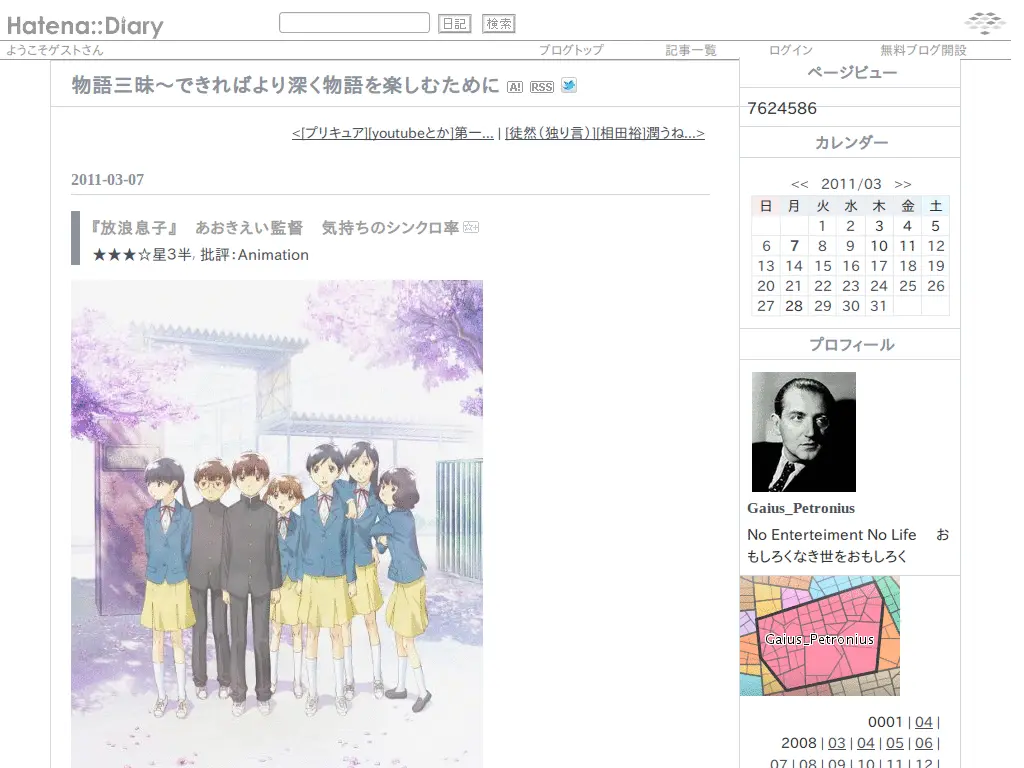 Hatena::Diary
日記 検索
ようこそゲストさん ブログトップ 記事一覧 ログイン 無料ブログ開設
物語三昧～できればより深く物語を楽しむために A! RSS
<[プリキュア][youtubeとか]第一... | [徒然（独り言）][相田裕]潤うね...>
2011-03-07
『放浪息子』 あおきえい監督 気持ちのシンクロ率
★★★☆星3半, 批評：Animation
ページビュー
7624586
カレンダー
<< 2011/03 >>
日 月 火 水 木 金 土
1 2 3 4 5
6 7 8 9 10 11 12
13 14 15 16 17 18 19
20 21 22 23 24 25 26
27 28 29 30 31
プロフィール
Gaius_Petronius
No Enterteiment No Life お
もしろくなき世をおもしろく
Gaius_Petronius
0001 | 04 |
2008 | 03 | 04 | 05 | 06 |
07 | 08 | 09 | 10 | 11 | 12 |